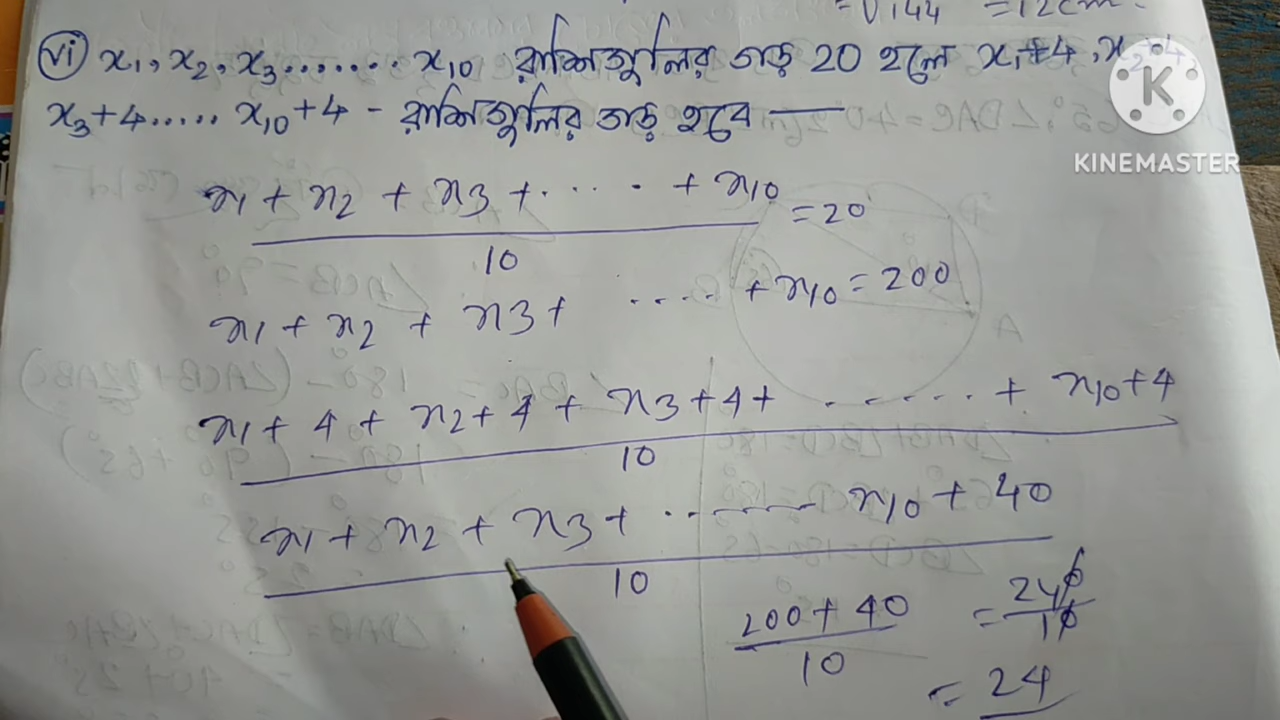 = √144 = 12cm.
(vi) x₁, x₂, x₃....... x₁₀ রাশিগুলির গড় 20 হলে x₁+4, x₂+4
x₃+4..... x₁₀+4 - রাশিগুলির গড় হবে —
K
KINEMASTER
x1 + x2 + x3 + .... + x10 = 20
10
x1 + x2 + x3 + .... + x10 = 200
x1 + 4 + x2 + 4 + x3 + 4 + ...... + x10 + 4
10
x1 + x2 + x3 + ....... x10 + 40
10
200 + 40 = 240
10 10
= 24